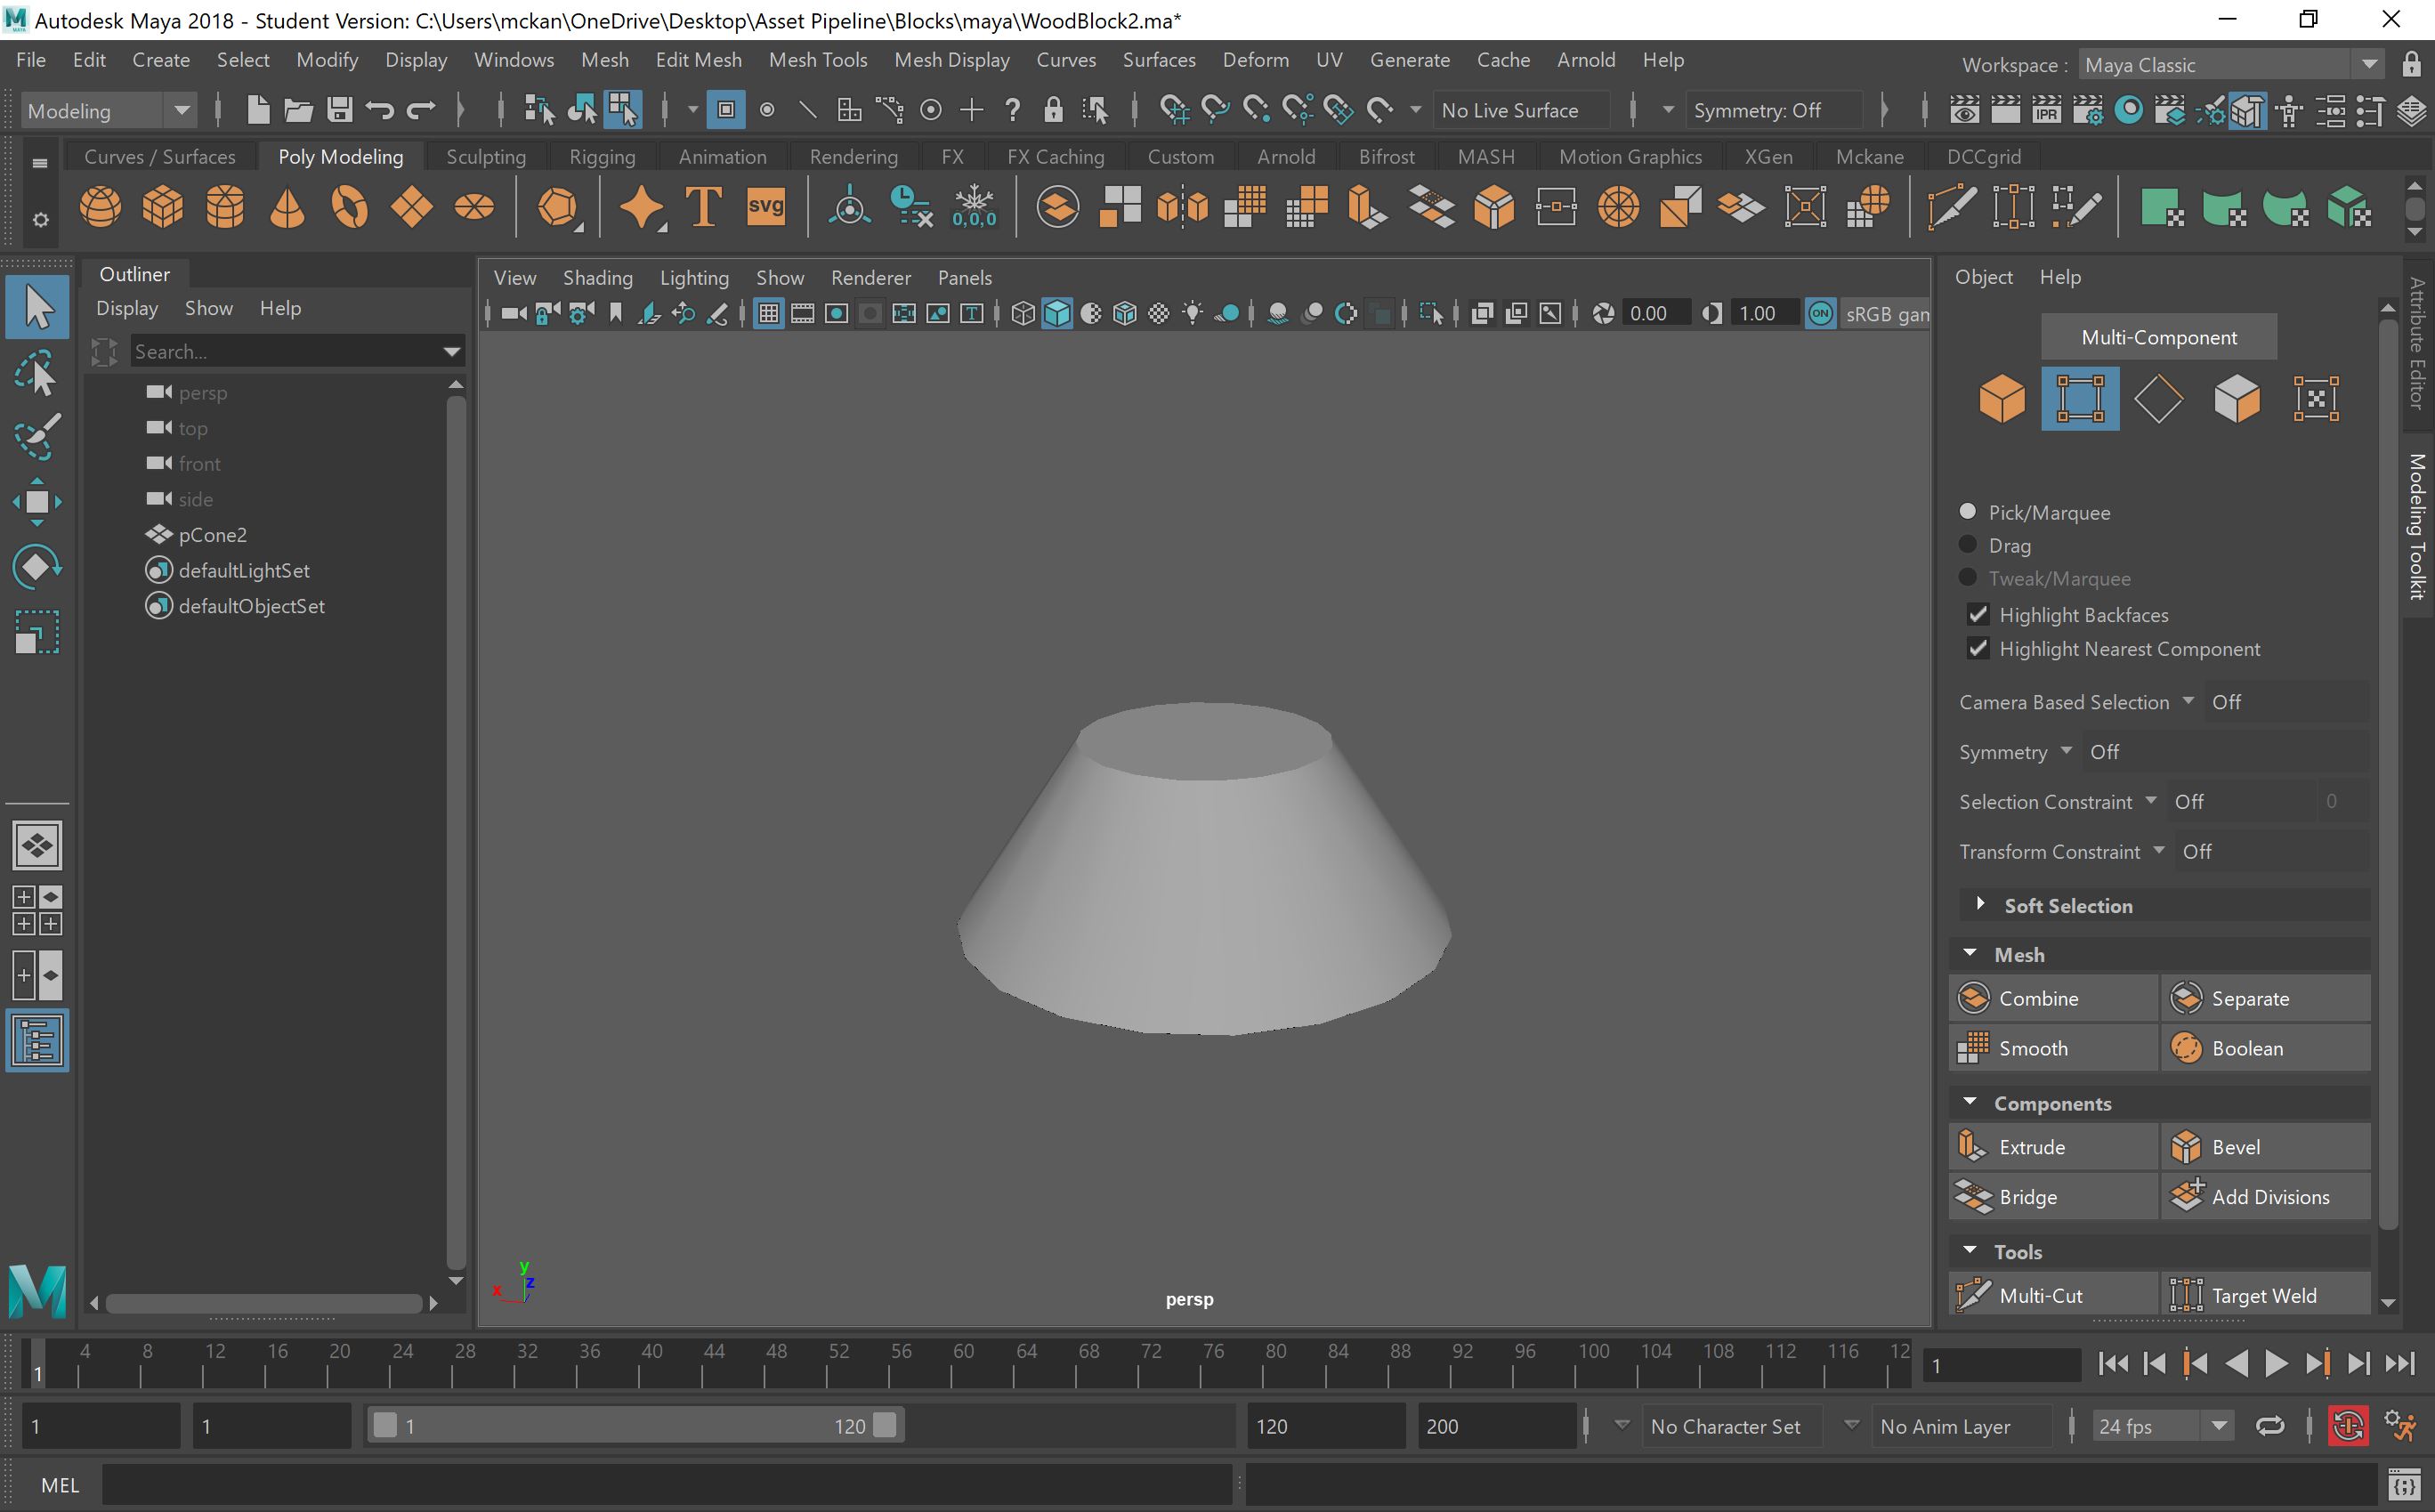 Autodesk Maya 2018 - Student Version: C:\Users\mckan\OneDrive\Desktop\Asset Pipeline\Blocks\maya\WoodBlock2.ma*
File Edit Create Select Modify Display Windows Mesh Edit Mesh Mesh Tools Mesh Display Curves Surfaces Deform UV Generate Cache Arnold Help Workspace : Maya Classic
Modeling No Live Surface Symmetry: Off IPR
Curves / Surfaces Poly Modeling Sculpting Rigging Animation Rendering FX FX Caching Custom Arnold Bifrost MASH Motion Graphics XGen Mckane DCCgrid
T svg 0,0,0
Outliner
Display Show Help
Search...
persp
top
front
side
pCone2
defaultLightSet
defaultObjectSet
View Shading Lighting Show Renderer Panels
0.00 1.00 ON sRGB gan
y
z
x
persp
Object Help
Multi-Component
Pick/Marquee
Drag
Tweak/Marquee
Highlight Backfaces
Highlight Nearest Component
Camera Based Selection Off
Symmetry Off
Selection Constraint Off 0
Transform Constraint Off
Soft Selection
Mesh
Combine Separate
Smooth Boolean
Components
Extrude Bevel
Bridge Add Divisions
Tools
Multi-Cut Target Weld
Attribute Editor
Modeling Toolkit
1 4 8 12 16 20 24 28 32 36 40 44 48 52 56 60 64 68 72 76 80 84 88 92 96 100 104 108 112 116 12 1
1 1 1 120 120 200 No Character Set No Anim Layer 24 fps
MEL